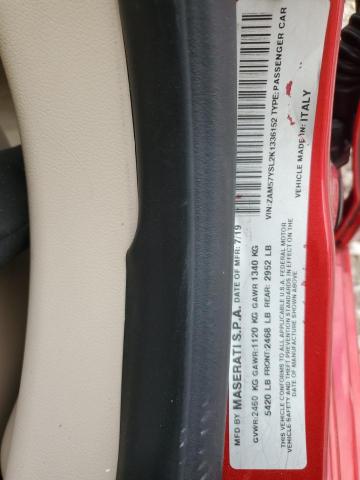 MFD BY MASERATI S.P.A. DATE OF MFR: 7/19
GVWR:2460 KG GAWR:1120 KG GAWR 1340 KG
5420 LB FRONT:2468 LB REAR: 2952 LB
THIS VEHICLE CONFORMS TO ALL APPLICABLE U.S.A. FEDERAL MOTOR
VEHICLE SAFETY AND THEFT PREVENTION STANDARDS IN EFFECT ON THE
DATE OF MANUFACTURE SHOWN ABOVE
VIN:ZAM57YSL2K1336152 TYPE:PASSENGER CAR
VEHICLE MADE IN: ITALY